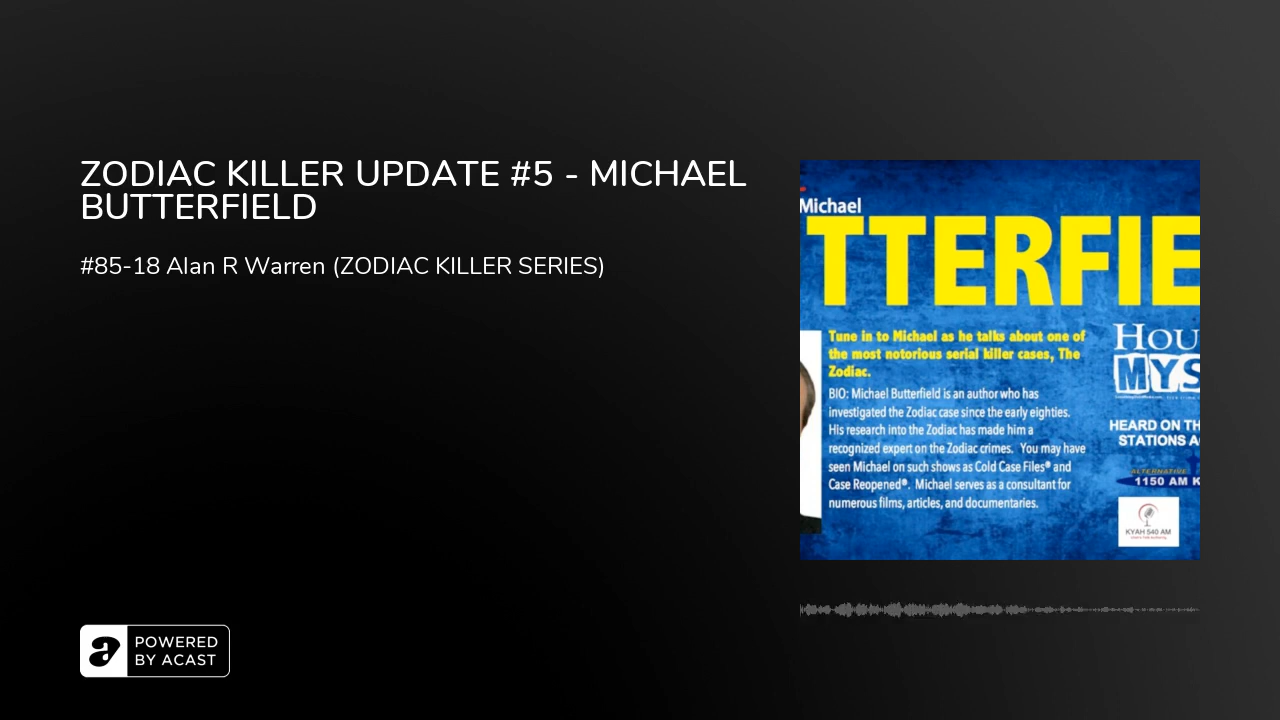 ZODIAC KILLER UPDATE #5 - MICHAEL
BUTTERFIELD
#85-18 Alan R Warren (ZODIAC KILLER SERIES)
Michael
TTERFIE
Tune in to Michael as he talks about one of
the most notorious serial killer cases, The
Zodiac.
BIO: Michael Butterfield is an author who has
investigated the Zodiac case since the early eighties.
His research into the Zodiac has made him a
recognized expert on the Zodiac crimes. You may have
seen Michael on such shows as Cold Case Files® and
Case Reopened®. Michael serves as a consultant for
numerous films, articles, and documentaries.
HOU
MYS
HEARD ON TH
STATIONS A
ALTERNATIVE
1150 AM K
KYAH 540 AM
a POWERED
BY ACAST